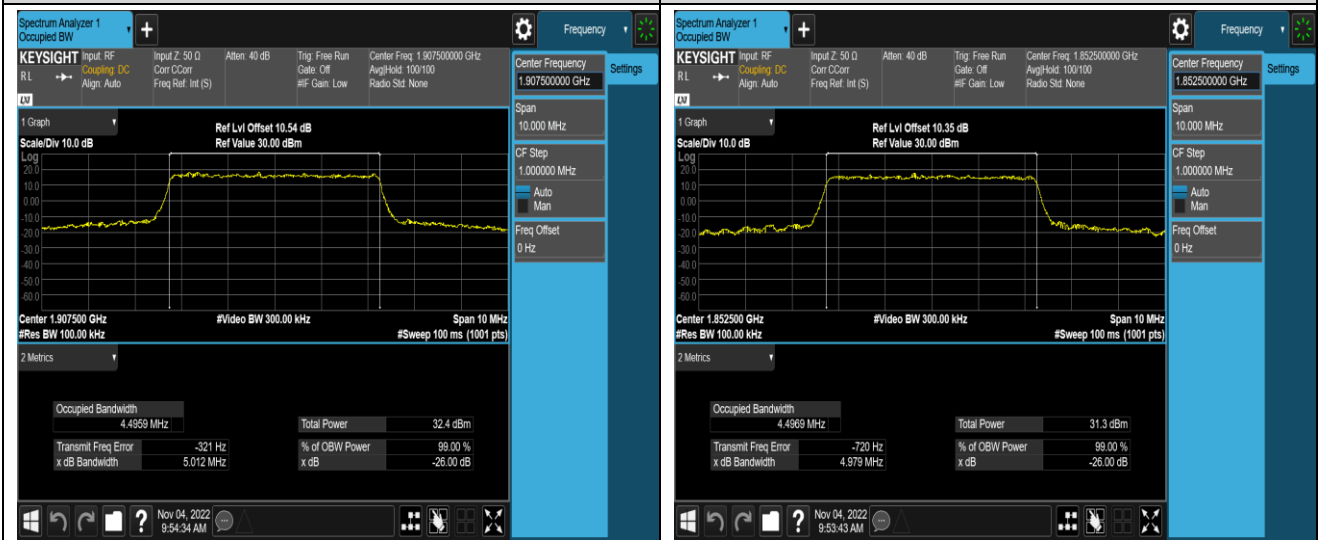 Spectrum Analyzer 1
Occupied BW
+
Frequency
KEYSIGHT Input: RF Input Z: 50 Ω Atten: 40 dB Trig: Free Run Center Freq: 1.907500000 GHz
Coupling: DC Corr CCorr Gate: Off Avg|Hold: 100/100
R L Align: Auto Freq Ref: Int (S) #IF Gain: Low Radio Std: None
LXI
Center Frequency
1.907500000 GHz
Settings
Span
10.000 MHz
CF Step
1.000000 MHz
Auto
Man
Freq Offset
0 Hz
1 Graph
Ref Lvl Offset 10.54 dB
Scale/Div 10.0 dB Ref Value 30.00 dBm
Log
20.0
10.0
0.00
-10.0
-20.0
-30.0
-40.0
-50.0
-60.0
Center 1.907500 GHz #Video BW 300.00 kHz Span 10 MHz
#Res BW 100.00 kHz #Sweep 100 ms (1001 pts)
2 Metrics
Occupied Bandwidth
4.4959 MHz Total Power 32.4 dBm
Transmit Freq Error -321 Hz % of OBW Power 99.00 %
x dB Bandwidth 5.012 MHz x dB -26.00 dB
? Nov 04, 2022
9:54:34 AM
Spectrum Analyzer 1
Occupied BW
+
Frequency
KEYSIGHT Input: RF Input Z: 50 Ω Atten: 40 dB Trig: Free Run Center Freq: 1.852500000 GHz
Coupling: DC Corr CCorr Gate: Off Avg|Hold: 100/100
R L Align: Auto Freq Ref: Int (S) #IF Gain: Low Radio Std: None
LXI
Center Frequency
1.852500000 GHz
Settings
Span
10.000 MHz
CF Step
1.000000 MHz
Auto
Man
Freq Offset
0 Hz
1 Graph
Ref Lvl Offset 10.35 dB
Scale/Div 10.0 dB Ref Value 30.00 dBm
Log
20.0
10.0
0.00
-10.0
-20.0
-30.0
-40.0
-50.0
-60.0
Center 1.852500 GHz #Video BW 300.00 kHz Span 10 MHz
#Res BW 100.00 kHz #Sweep 100 ms (1001 pts)
2 Metrics
Occupied Bandwidth
4.4969 MHz Total Power 31.3 dBm
Transmit Freq Error -720 Hz % of OBW Power 99.00 %
x dB Bandwidth 4.979 MHz x dB -26.00 dB
? Nov 04, 2022
9:53:43 AM